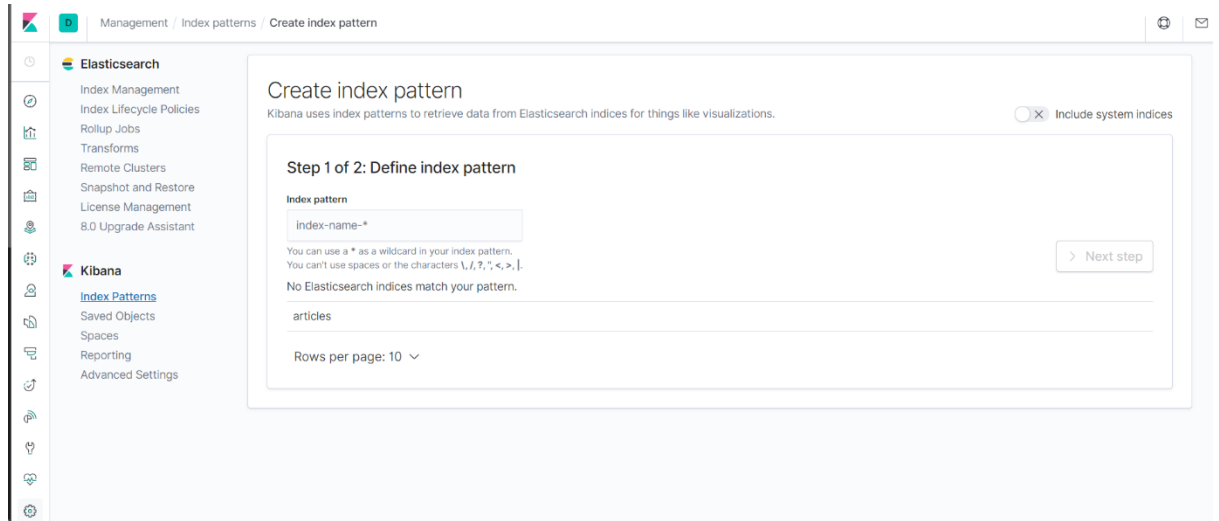 D Management / Index patterns / Create index pattern
Elasticsearch
Index Management
Index Lifecycle Policies
Rollup Jobs
Transforms
Remote Clusters
Snapshot and Restore
License Management
8.0 Upgrade Assistant
Kibana
Index Patterns
Saved Objects
Spaces
Reporting
Advanced Settings
Create index pattern
Kibana uses index patterns to retrieve data from Elasticsearch indices for things like visualizations.
Include system indices
Step 1 of 2: Define index pattern
Index pattern
index-name-*
You can use a * as a wildcard in your index pattern.
You can't use spaces or the characters \, /, ?, ", <, >, |.
> Next step
No Elasticsearch indices match your pattern.
articles
Rows per page: 10